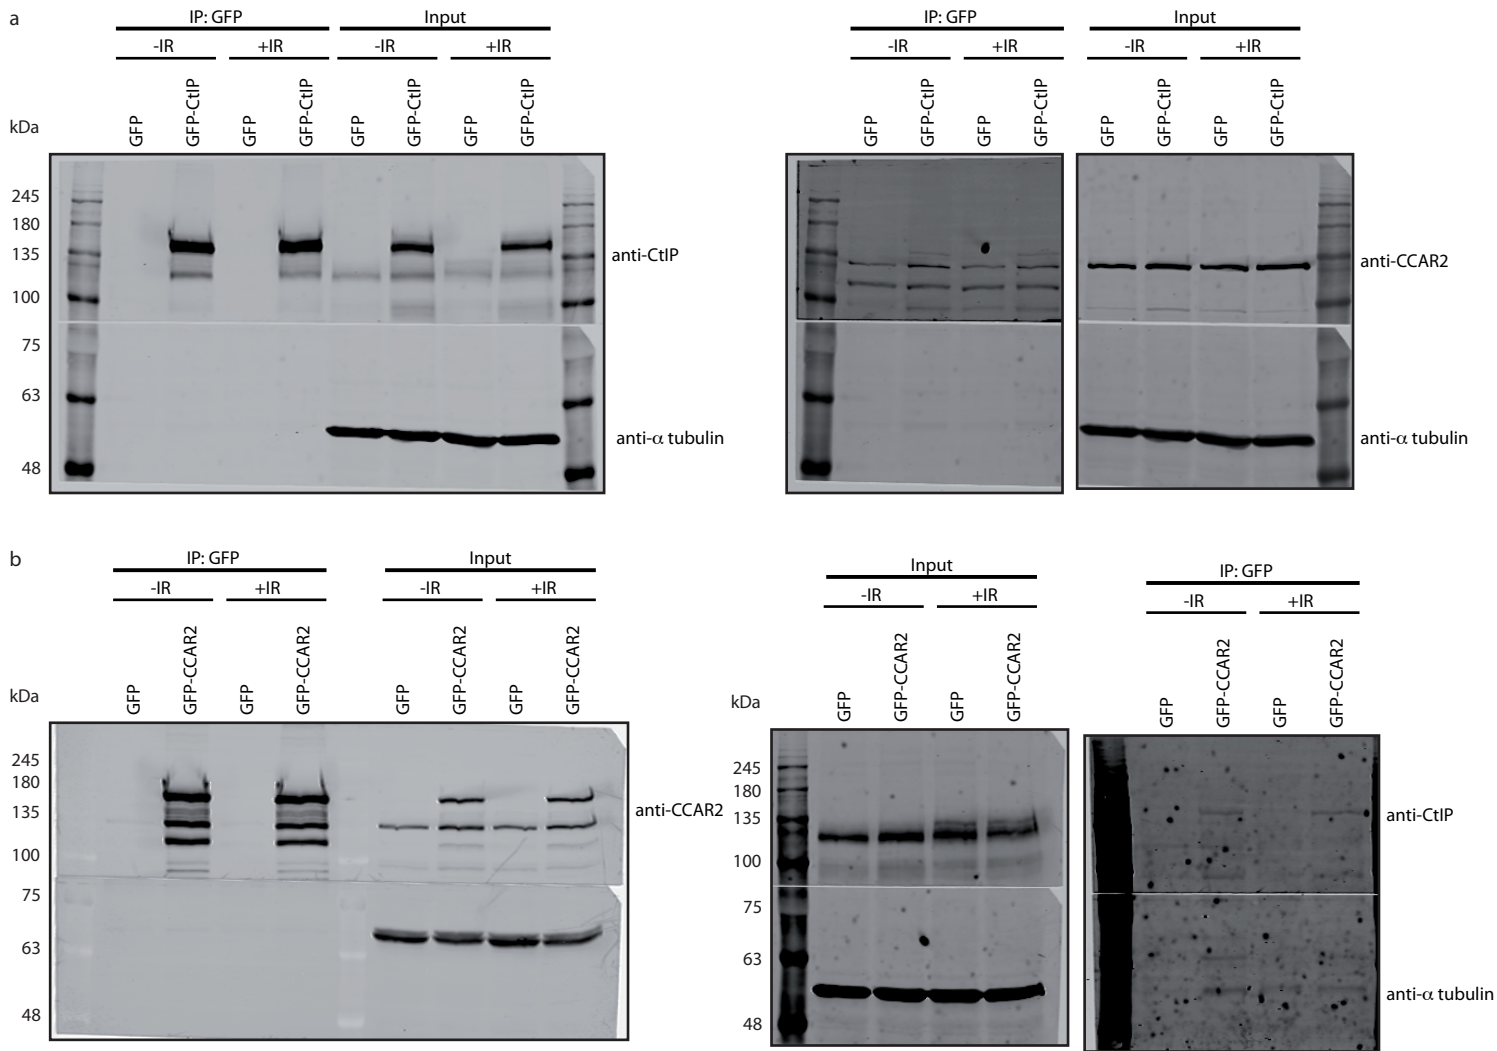 a
IP: GFP Input
-IR +IR -IR +IR
GFP GFP-CtIP GFP GFP-CtIP GFP GFP-CtIP GFP GFP-CtIP
kDa
245
180
135
100
75
63
48
anti-CtIP
anti-α tubulin
IP: GFP Input
-IR +IR -IR +IR
GFP GFP-CtIP GFP GFP-CtIP GFP GFP-CtIP GFP GFP-CtIP
anti-CCAR2
anti-α tubulin
b
IP: GFP Input
-IR +IR -IR +IR
GFP GFP-CCAR2 GFP GFP-CCAR2 GFP GFP-CCAR2 GFP GFP-CCAR2
kDa
245
180
135
100
75
63
48
anti-CCAR2
Input IP: GFP
-IR +IR -IR +IR
GFP GFP-CCAR2 GFP GFP-CCAR2 GFP GFP-CCAR2 GFP GFP-CCAR2
kDa
245
180
135
100
75
63
48
anti-CtIP
anti-α tubulin